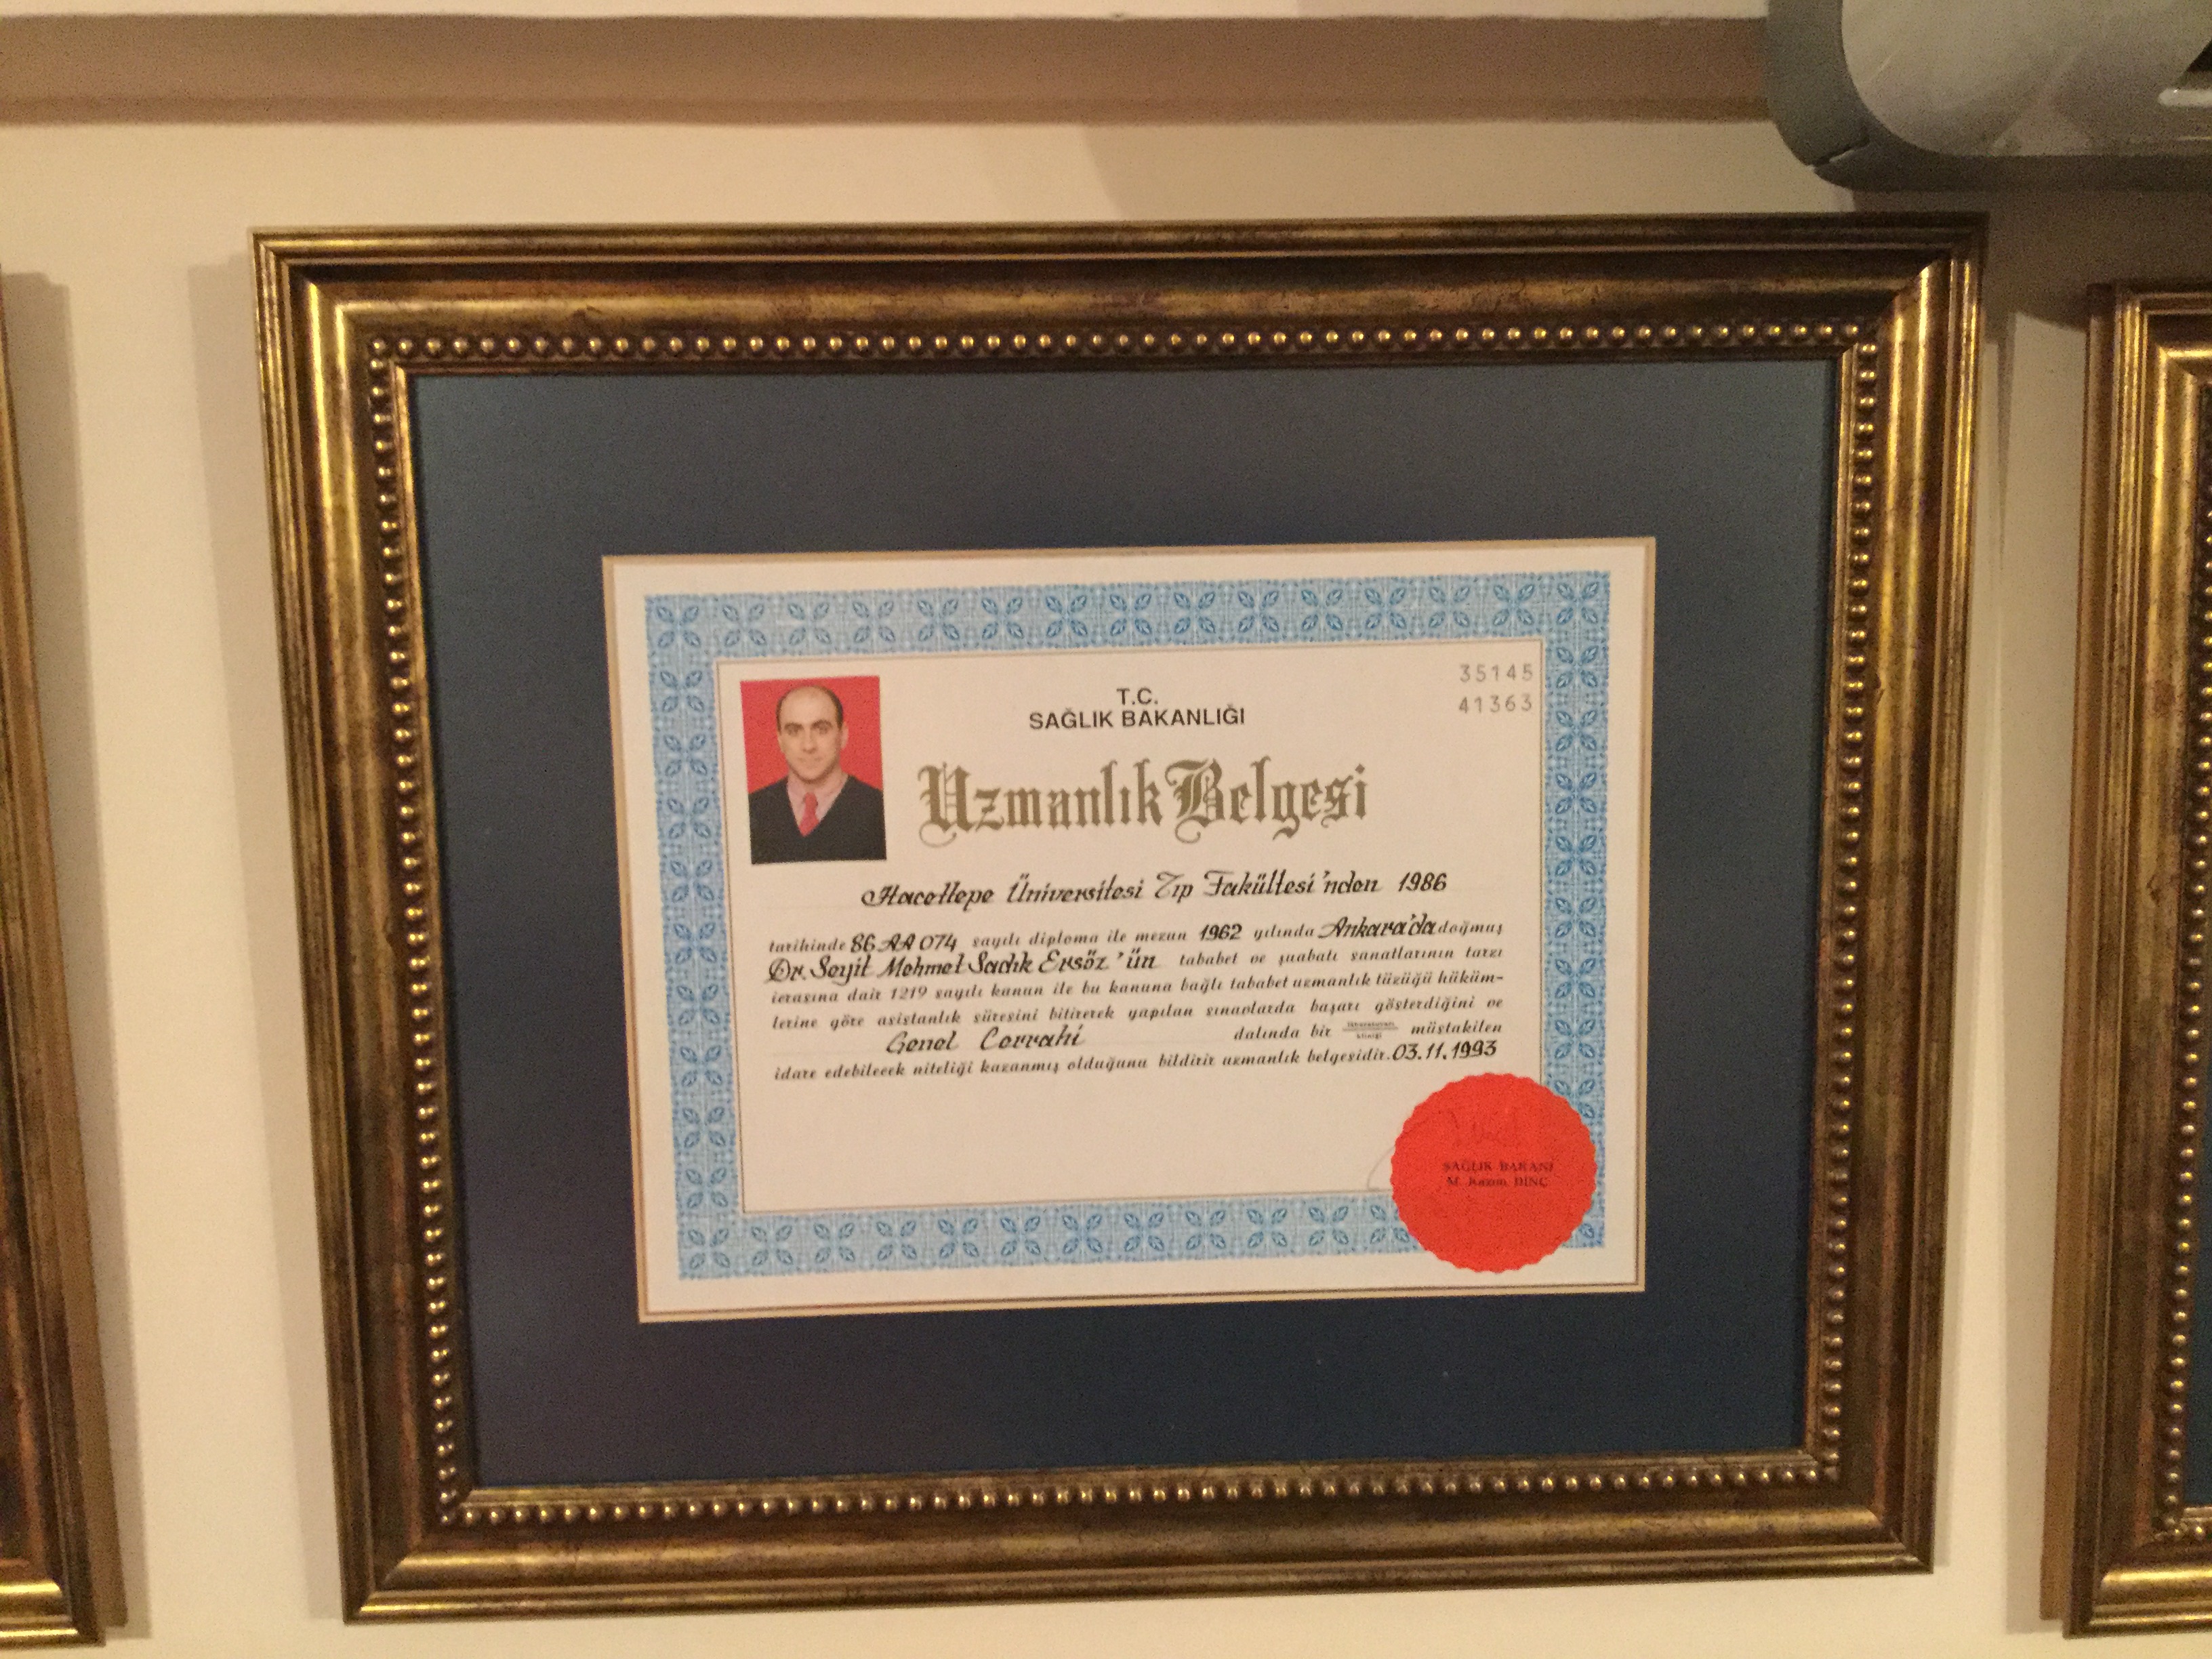 35145
41363
T.C.
SAĞLIK BAKANLIĞI
Uzmanlık Belgesi
Hacettepe Üniversitesi Tıp Fakültesi'nden 1986
tarihinde 86 AA 074 sayılı diploma ile mezun 1962 yılında Ankara'da doğmuş
Dr. Seyit Mehmet Sadık Ersöz'ün tababet ve şuabatı sanatlarının tarzı
icrasına dair 1219 sayılı kanun ile bu kanuna bağlı tababet uzmanlık tüzüğü hüküm-
lerine göre asistanlık süresini bitirerek yapılan sınavlarda başarı gösterdiğini ve
Genel Cerrahi dalında bir müstakilen
idare edebilecek niteliği kazanmış olduğunu bildirir uzmanlık belgesidir. 03.11.1993
SAĞLIK BAKANI
M. Kazım DİNÇ